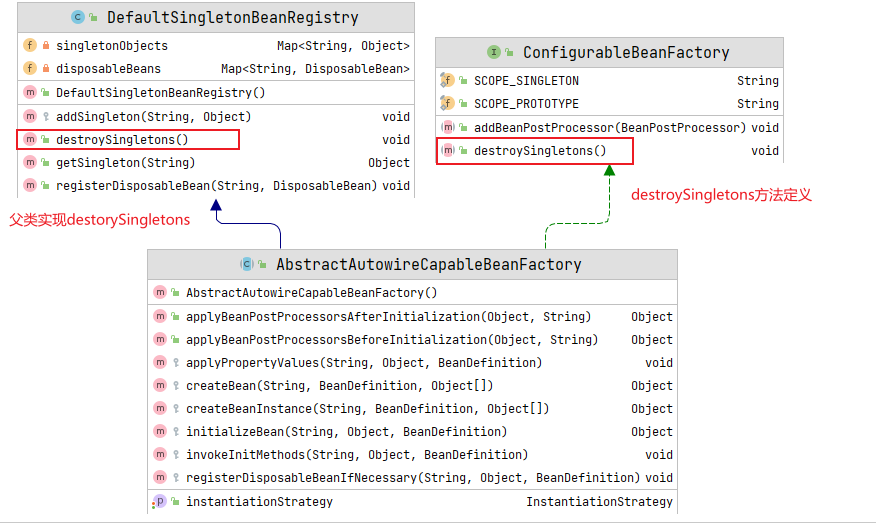 DefaultSingletonBeanRegistry
singletonObjects Map<String, Object>
disposableBeans Map<String, DisposableBean>
DefaultSingletonBeanRegistry()
addSingleton(String, Object) void
destroySingletons() void
getSingleton(String) Object
registerDisposableBean(String, DisposableBean) void
ConfigurableBeanFactory
SCOPE_SINGLETON String
SCOPE_PROTOTYPE String
addBeanPostProcessor(BeanPostProcessor) void
destroySingletons() void
父类实现destorySingletons
destroySingletons方法定义
AbstractAutowireCapableBeanFactory
AbstractAutowireCapableBeanFactory()
applyBeanPostProcessorsAfterInitialization(Object, String) Object
applyBeanPostProcessorsBeforeInitialization(Object, String) Object
applyPropertyValues(String, Object, BeanDefinition) void
createBean(String, BeanDefinition, Object[]) Object
createBeanInstance(String, BeanDefinition, Object[]) Object
initializeBean(String, Object, BeanDefinition) Object
invokeInitMethods(String, Object, BeanDefinition) void
registerDisposableBeanIfNecessary(String, Object, BeanDefinition) void
instantiationStrategy InstantiationStrategy